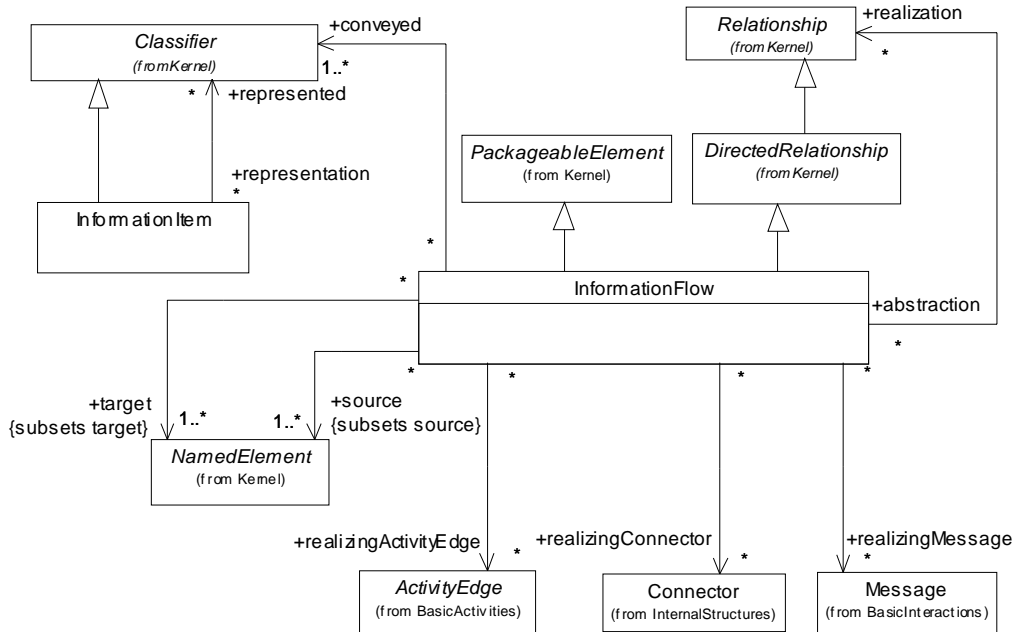 Classifier
(from Kernel)
+conveyed
1..*
*
+represented
+representation
*
InformationItem
Relationship
(from Kernel)
+realization
*
PackageableElement
(from Kernel)
DirectedRelationship
(from Kernel)
*
*
InformationFlow
+abstraction
*
*
*
*
*
+target
{subsets target}
1..*
+source
{subsets source}
1..*
NamedElement
(from Kernel)
+realizingActivityEdge
*
+realizingConnector
*
+realizingMessage
*
ActivityEdge
(from BasicActivities)
Connector
(from InternalStructures)
Message
(from BasicInteractions)